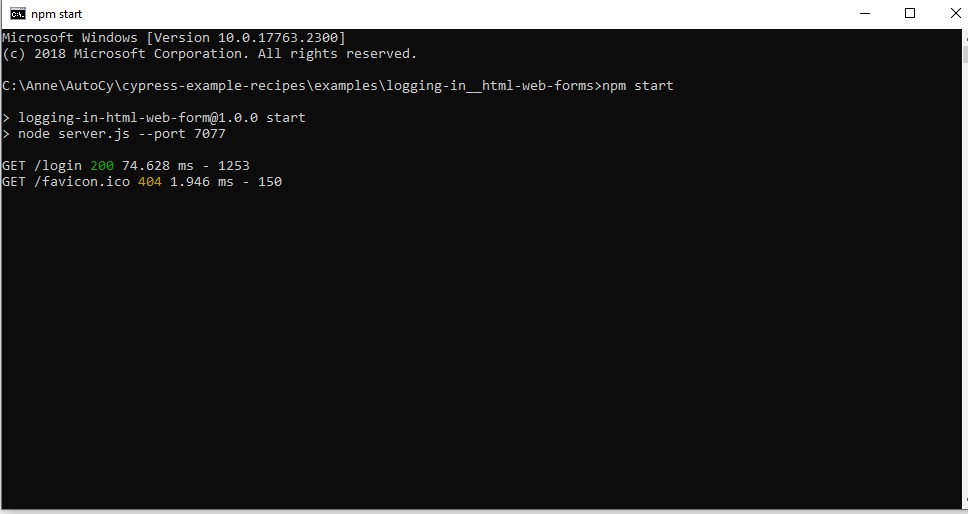 npm start
Microsoft Windows [Version 10.0.17763.2300]
(c) 2018 Microsoft Corporation. All rights reserved.
C:\Anne\AutoCy\cypress-example-recipes\examples\logging-in__html-web-forms>npm start
> logging-in-html-web-form@1.0.0 start
> node server.js --port 7077
GET /login 200 74.628 ms - 1253
GET /favicon.ico 404 1.946 ms - 150